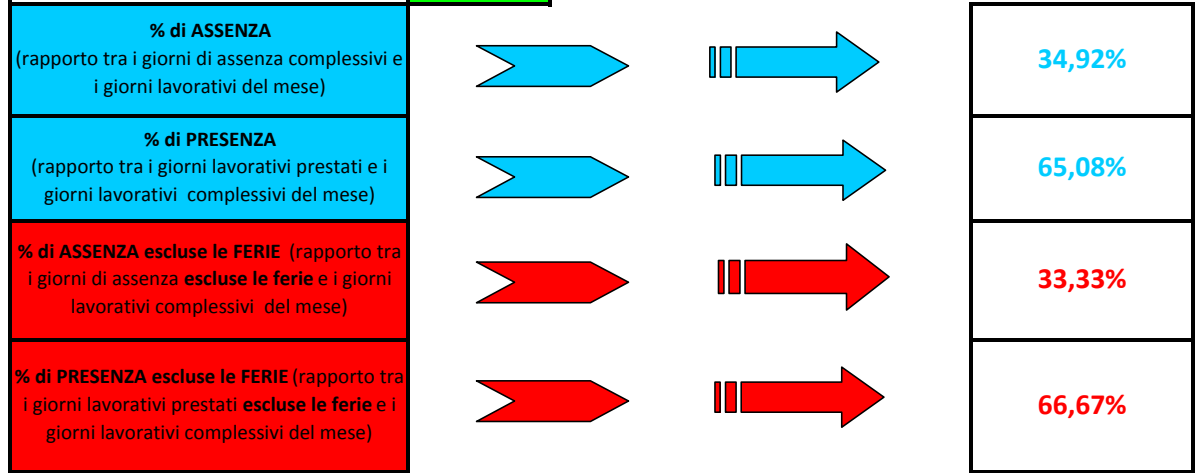 % di ASSENZA
(rapporto tra i giorni di assenza complessivi e
i giorni lavorativi del mese)
34,92%
% di PRESENZA
(rapporto tra i giorni lavorativi prestati e i
giorni lavorativi complessivi del mese)
65,08%
% di ASSENZA escluse le FERIE (rapporto tra
i giorni di assenza escluse le ferie e i giorni
lavorativi complessivi del mese)
33,33%
% di PRESENZA escluse le FERIE (rapporto tra
i giorni lavorativi prestati escluse le ferie e i
giorni lavorativi complessivi del mese)
66,67%